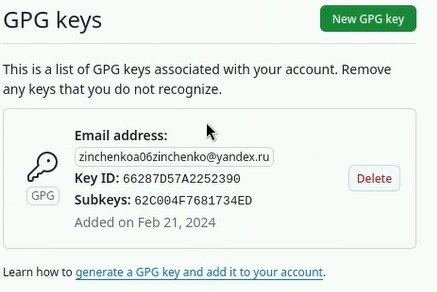 GPG keys
New GPG key
This is a list of GPG keys associated with your account. Remove
any keys that you do not recognize.
Email address:
zinchenkoa06zinchenko@yandex.ru
Key ID: 66287D57A2252390
GPG
Subkeys: 62C004F7681734ED
Delete
Added on Feb 21, 2024
Learn how to generate a GPG key and add it to your account.